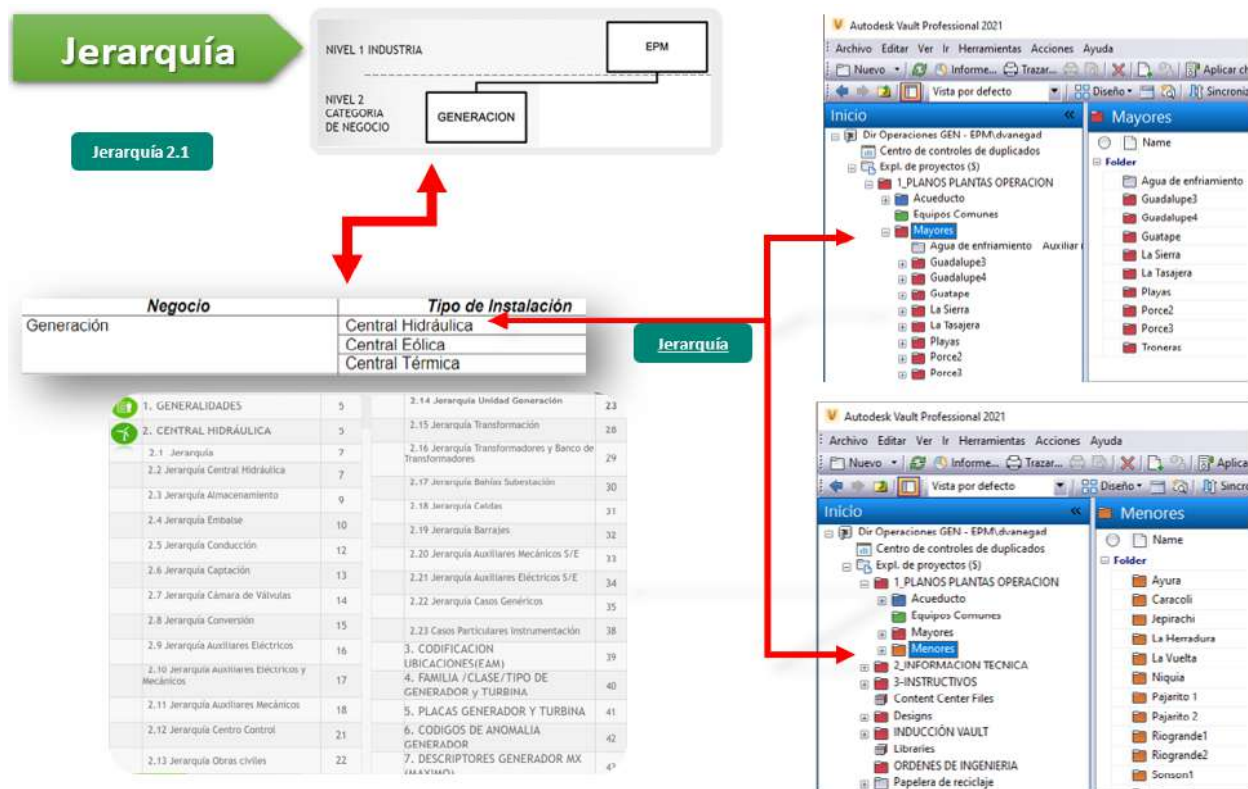 Jerarquía
Jerarquía 2.1
NIVEL 1 INDUSTRIA
EPM
NIVEL 2
CATEGORIA
DE NEGOCIO
GENERACION
Negocio
Tipo de Instalación
Generación
Central Hidráulica
Central Eólica
Central Térmica
Jerarquía
1. GENERALIDADES 5
2. CENTRAL HIDRÁULICA 5
2.1 Jerarquía 7
2.2 Jerarquía Central Hidráulica 7
2.3 Jerarquía Almacenamiento 9
2.4 Jerarquía Embalse 10
2.5 Jerarquía Conducción 12
2.6 Jerarquía Captación 13
2.7 Jerarquía Cámara de Válvulas 14
2.8 Jerarquía Conversión 15
2.9 Jerarquía Auxiliares Eléctricos 16
2.10 Jerarquía Auxiliares Eléctricos y
Mecánicos 17
2.11 Jerarquía Auxiliares Mecánicos 18
2.12 Jerarquía Centro Control 21
2.13 Jerarquía Obras civiles 22
2.14 Jerarquía Unidad Generación 23
2.15 Jerarquía Transformación 28
2.16 Jerarquía Transformadores y Banco de
Transformadores 29
2.17 Jerarquía Bahías Subestación 30
2.18 Jerarquía Celdas 31
2.19 Jerarquía Barrajes 32
2.20 Jerarquía Auxiliares Mecánicos S/E 33
2.21 Jerarquía Auxiliares Eléctricos S/E 34
2.22 Jerarquía Casos Genéricos 35
2.23 Casos Particulares Instrumentación 38
3. CODIFICACION
UBICACIONES(EAM) 39
4. FAMILIA /CLASE/TIPO DE
GENERADOR y TURBINA 40
5. PLACAS GENERADOR Y TURBINA 41
6. CODIGOS DE ANOMALIA
GENERADOR 42
7. DESCRIPTORES GENERADOR MX
(MAXIMO)
Autodesk Vault Professional 2021
Archivo Editar Ver Ir Herramientas Acciones Ayuda
Nuevo Informe... Trazar... Aplicar
Vista por defecto Diseño
Inicio
Dir Operaciones GEN - EPM\dvanegad
Centro de controles de duplicados
Expl. de proyectos ($)
1_PLANOS PLANTAS OPERACION
Acueducto
Equipos Comunes
Mayores
Agua de enfriamiento Auxiliar
Guadalupe3
Guadalupe4
Guatape
La Sierra
La Tasajera
Playas
Porce2
Porce3
Mayores
Name
Folder
Agua de enfriamiento
Guadalupe3
Guadalupe4
Guatape
La Sierra
La Tasajera
Playas
Porce2
Porce3
Troneras
Autodesk Vault Professional 2021
Archivo Editar Ver Ir Herramientas Acciones Ayuda
Nuevo Informe... Trazar...
Vista por defecto Diseño
Inicio
Dir Operaciones GEN - EPM\dvanegad
Centro de controles de duplicados
Expl. de proyectos ($)
1_PLANOS PLANTAS OPERACION
Acueducto
Equipos Comunes
Mayores
Menores
2_INFORMACION TECNICA
3-INSTRUCTIVOS
Content Center Files
Designs
INDUCCIÓN VAULT
Libraries
ORDENES DE INGENIERIA
Papelera de reciclaje
Menores
Name
Folder
Ayura
Caracoli
Jepirachi
La Herradura
La Vuelta
Niquia
Pajarito 1
Pajarito 2
Riogrande1
Riogrande2
Sonson1